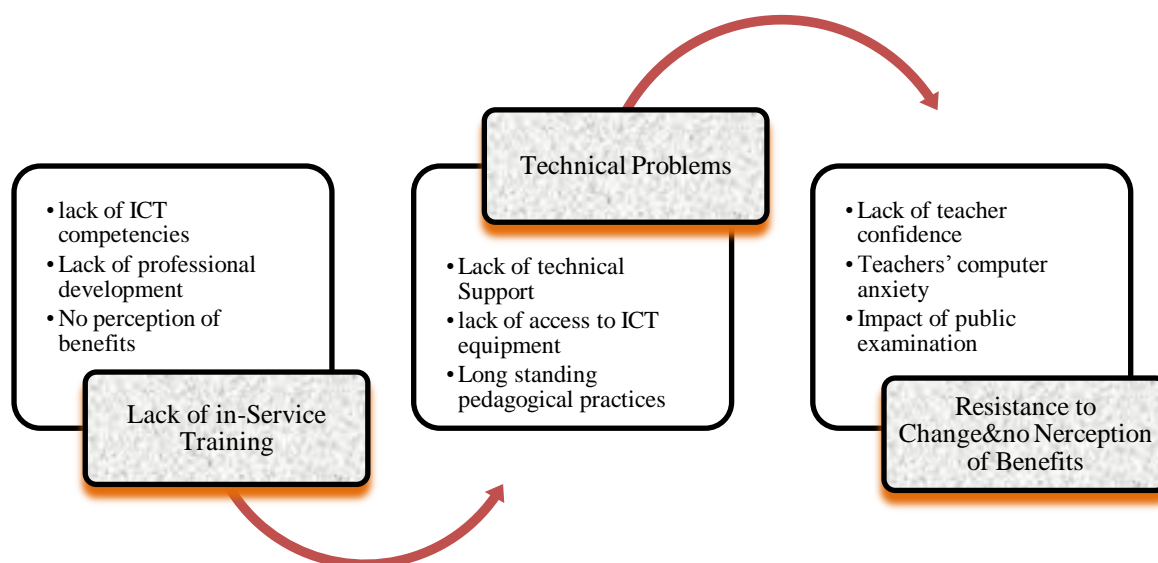 • lack of ICT
competencies
• Lack of professional
development
• No perception of
benefits
Lack of in-Service
Training
Technical Problems
• Lack of technical
Support
• lack of access to ICT
equipment
• Long standing
pedagogical practices
• Lack of teacher
confidence
• Teachers’ computer
anxiety
• Impact of public
examination
Resistance to
Change&no Nerception
of Benefits